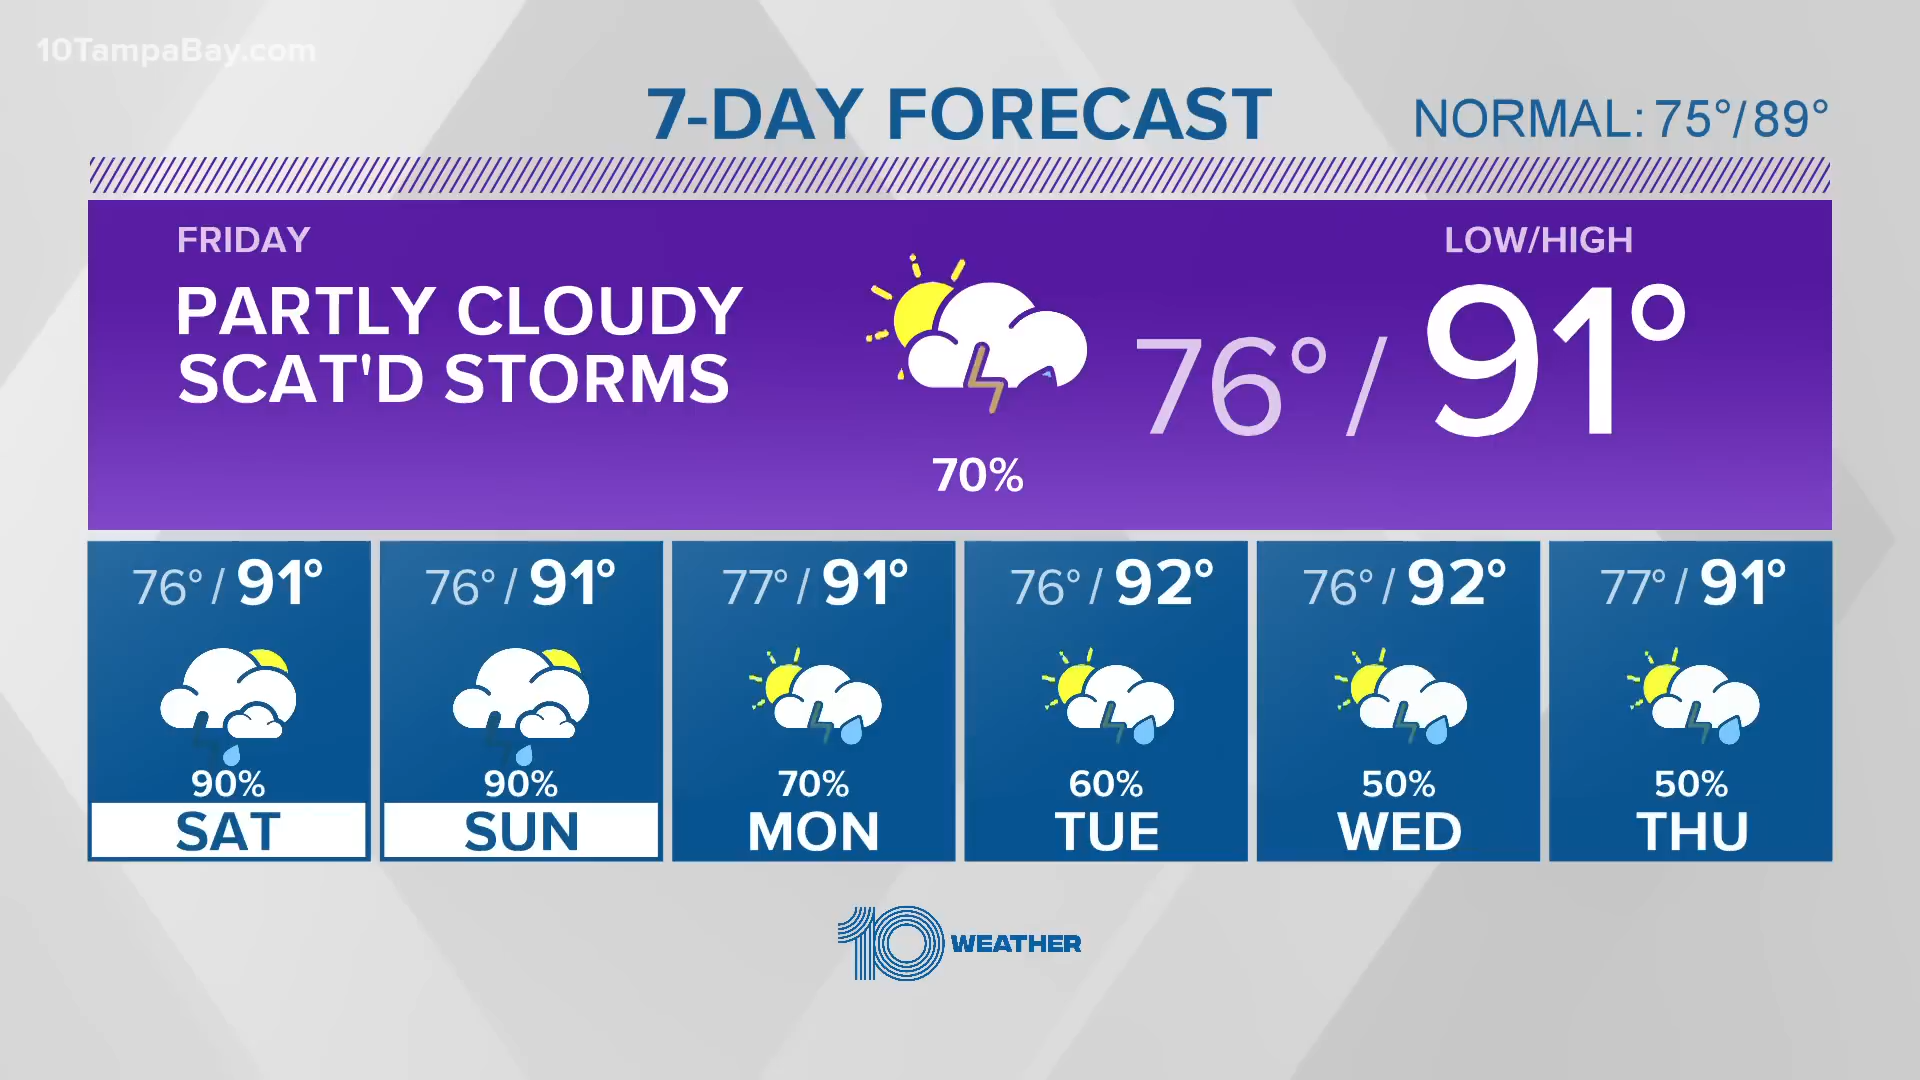 10TampaBay.com
7-DAY FORECAST
NORMAL: 75°/89°
FRIDAY
LOW/HIGH
PARTLY CLOUDY
SCAT'D STORMS
76°/91°
70%
76°/91°
76°/91°
77°/91°
76°/92°
76°/92°
77°/91°
90%
90%
70%
60%
50%
50%
SAT
SUN
MON
TUE
WED
THU
10 WEATHER